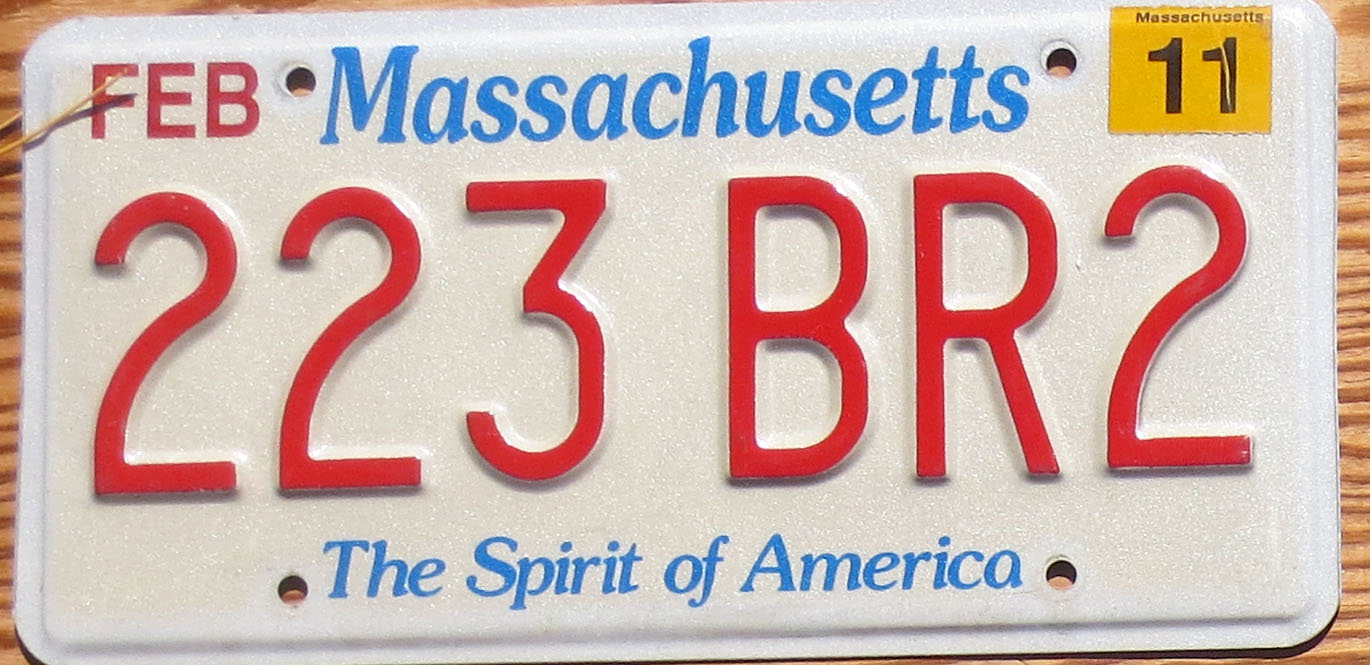 FEB Massachusetts
Massachusetts
11
223 BR2
The Spirit of America